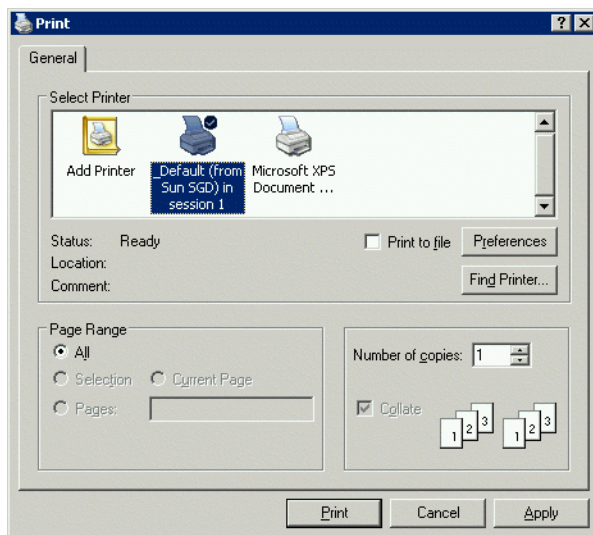 Print
General
Select Printer
Add Printer
_Default (from Sun SGD) in session 1
Microsoft XPS Document ...
Status: Ready
Print to file
Preferences
Location:
Comment:
Find Printer...
Page Range
All
Selection
Current Page
Pages:
Number of copies: 1
Collate
1 2 3
1 2 3
Print
Cancel
Apply